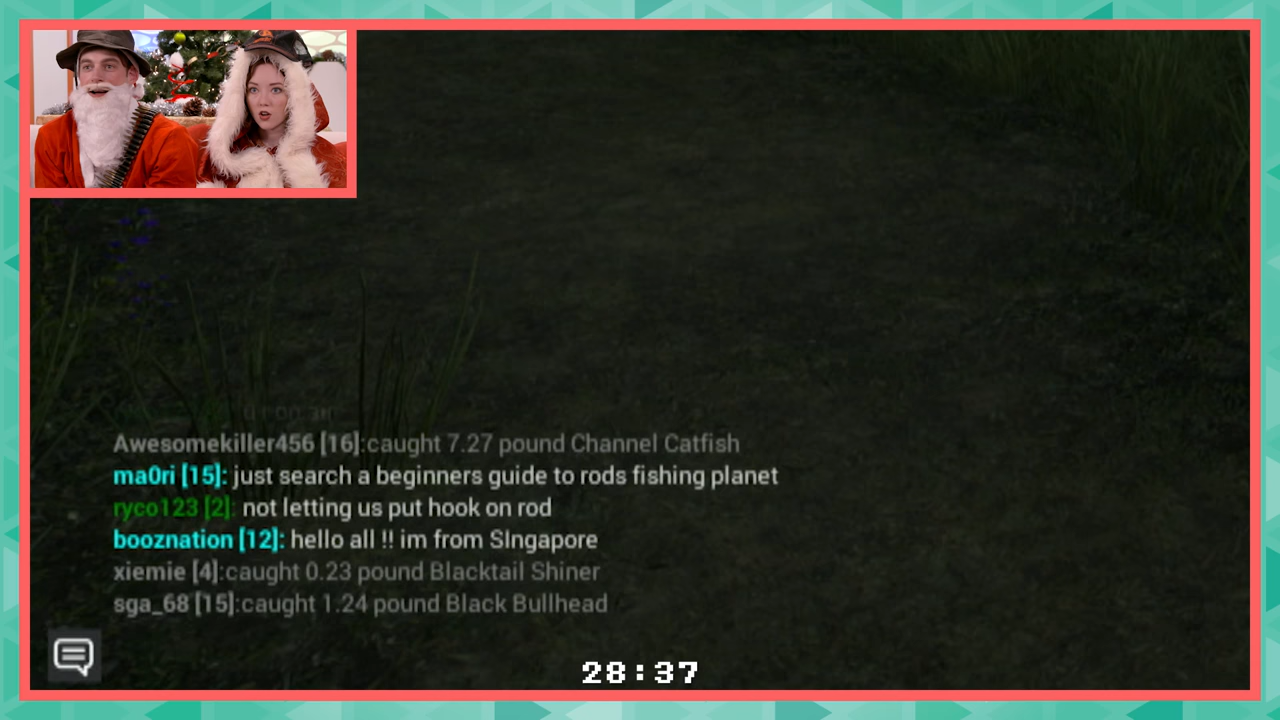 Awesomekiller456 [16]:caught 7.27 pound Channel Catfish
ma0ri [15]: just search a beginners guide to rods fishing planet
ryco123 [2]: not letting us put hook on rod
booznation [12]: hello all !! im from SIngapore
xiemie [4]:caught 0.23 pound Blacktail Shiner
sga_68 [15]:caught 1.24 pound Black Bullhead
28:37